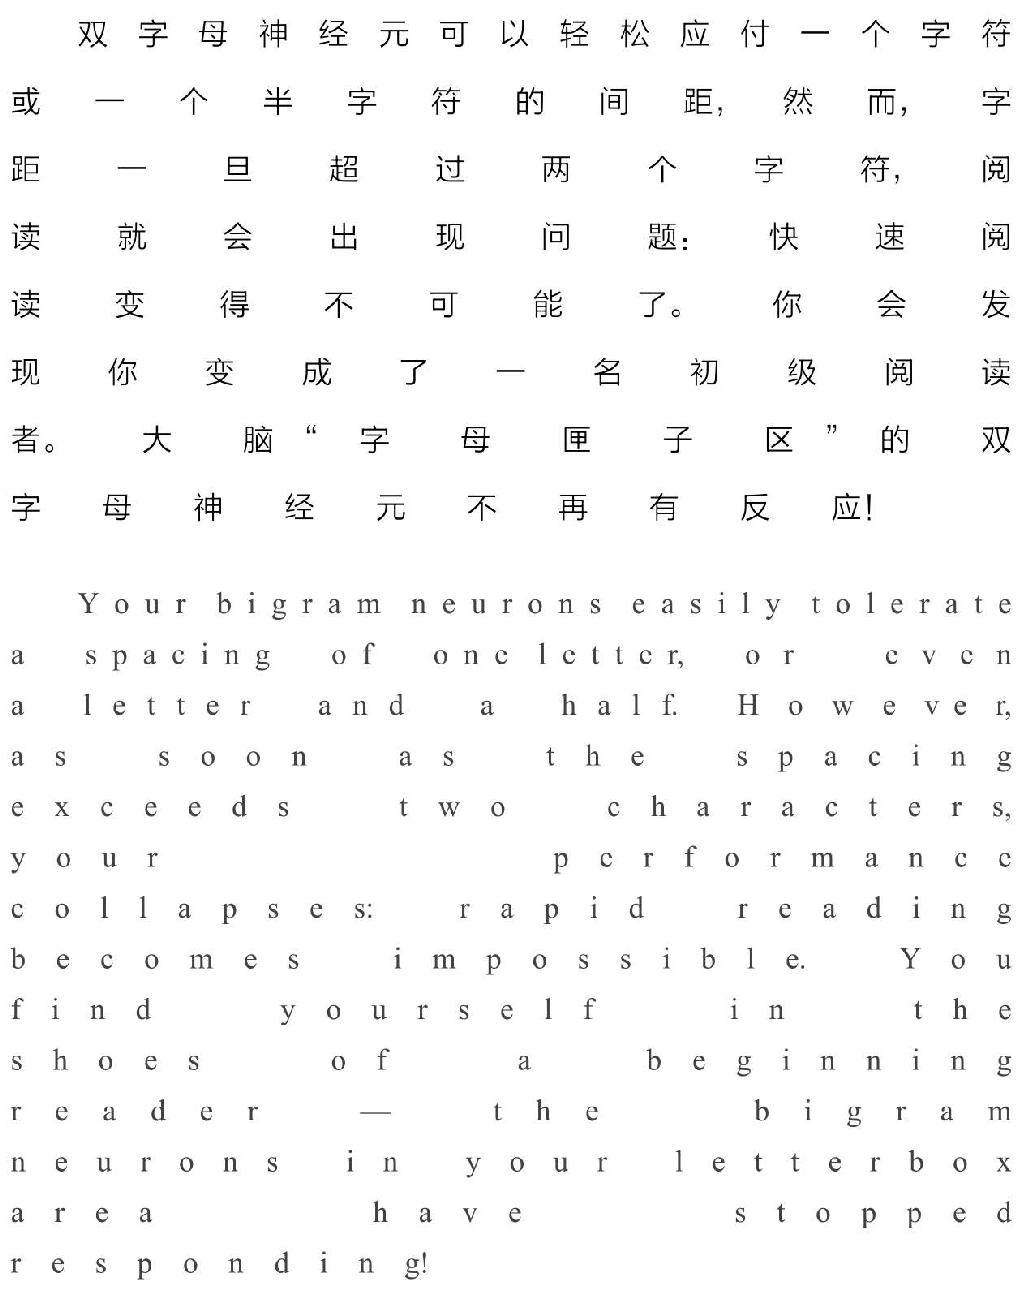 双字母神经元可以轻松应付一个字符
或一个半字符的间距，然而，字
距一旦超过两个字符，阅
读就会出现问题：快速阅
读变得不可能了。你会发
现你变成了一名初级阅读
者。大脑“字母匣子区”的双
字母神经元不再有反应！
Your bigram neurons easily tolerate
a spacing of one letter, or even
a letter and a half. However,
as soon as the spacing
exceeds two characters,
your performance
collapses: rapid reading
becomes impossible. You
find yourself in the
shoes of a beginning
reader — the bigram
neurons in your letterbox
area have stopped
responding!